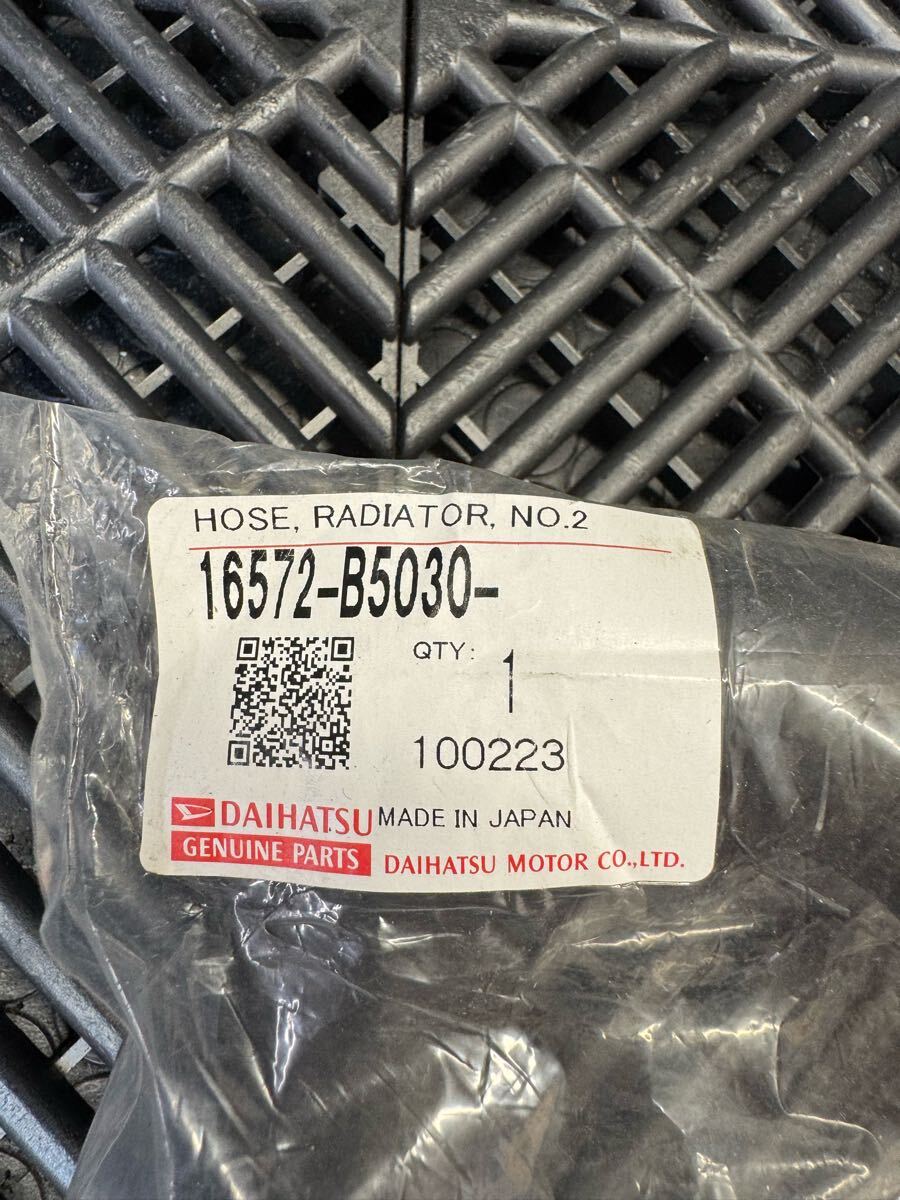 HOSE, RADIATOR, NO.2
16572-B5030-
QTY: 1
100223
DAIHATSU MADE IN JAPAN
GENUINE PARTS DAIHATSU MOTOR CO.,LTD.